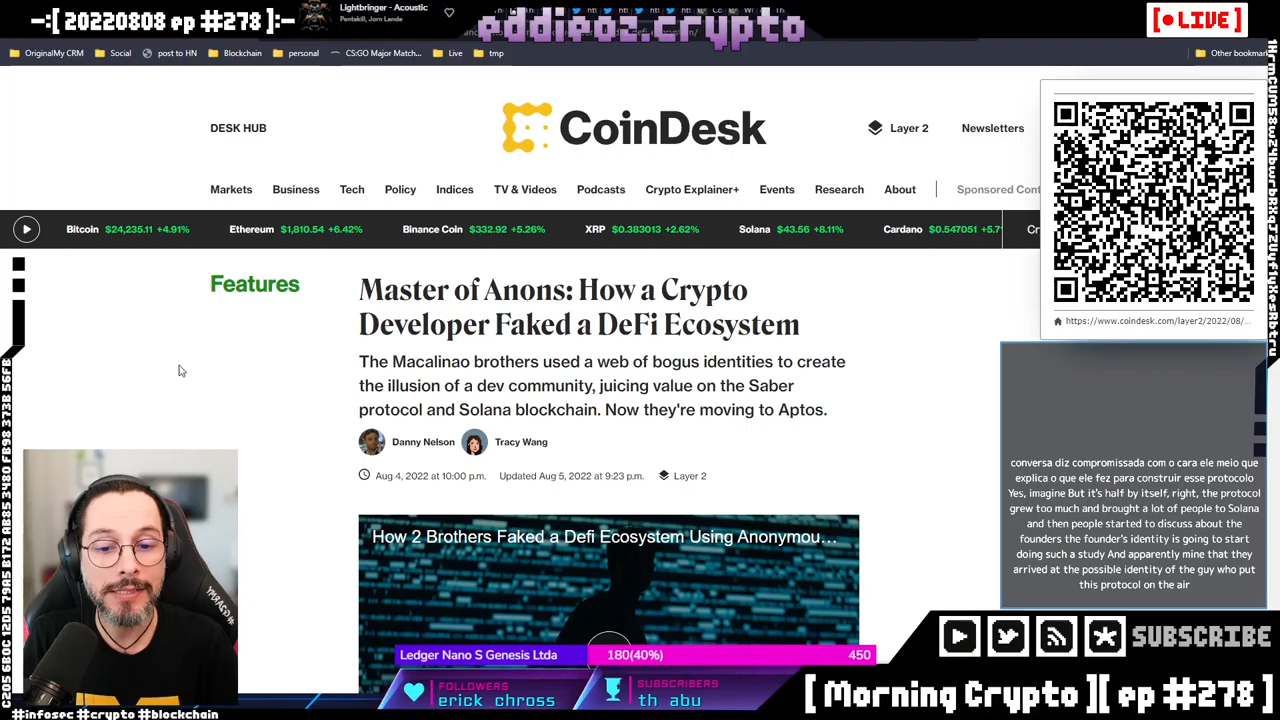 —:[ 20220808 ep #278 ]:—
Lightbringer - Acoustic
Pentakill, Jorn Lande
eddieoz.crypto
[ LIVE ]
OriginalMy CRM
Social
post to HN
Blockchain
personal
CS:GO Major Match...
Live
tmp
Other bookmar
DESK HUB
CoinDesk
Layer 2
Newsletters
Markets
Business
Tech
Policy
Indices
TV & Videos
Podcasts
Crypto Explainer+
Events
Research
About
Sponsored Cont
Bitcoin $24,235.11 +4.91%
Ethereum $1,810.54 +6.42%
Binance Coin $332.92 +5.26%
XRP $0.383013 +2.62%
Solana $43.56 +8.11%
Cardano $0.547051 +5.7
Cr
https://www.coindesk.com/layer2/2022/08/...
Features
Master of Anons: How a Crypto
Developer Faked a DeFi Ecosystem
The Macalinao brothers used a web of bogus identities to create
the illusion of a dev community, juicing value on the Saber
protocol and Solana blockchain. Now they're moving to Aptos.
Danny Nelson
Tracy Wang
Aug 4, 2022 at 10:00 p.m.
Updated Aug 5, 2022 at 9:23 p.m.
Layer 2
How 2 Brothers Faked a Defi Ecosystem Using Anonymou...
conversa diz compromissada com o cara ele meio que
explica o que ele fez para construir esse protocolo
Yes, imagine But it's half by itself, right, the protocol
grew too much and brought a lot of people to Solana
and then people started to discuss about the
founders the founder's identity is going to start
doing such a study And apparently mine that they
arrived at the possible identity of the guy who put
this protocol on the air
Ledger Nano S Genesis Ltda
180(40%)
450
FOLLOWERS
erick chross
SUBSCRIBERS
th abu
SUBSCRIBE
[ Morning Crypto ][ ep #278 ]
#infosec #crypto #blockchain